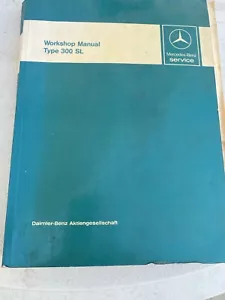 Workshop Manual
Type 300 SL
Mercedes-Benz
service
Daimler-Benz Aktiengesellschaft